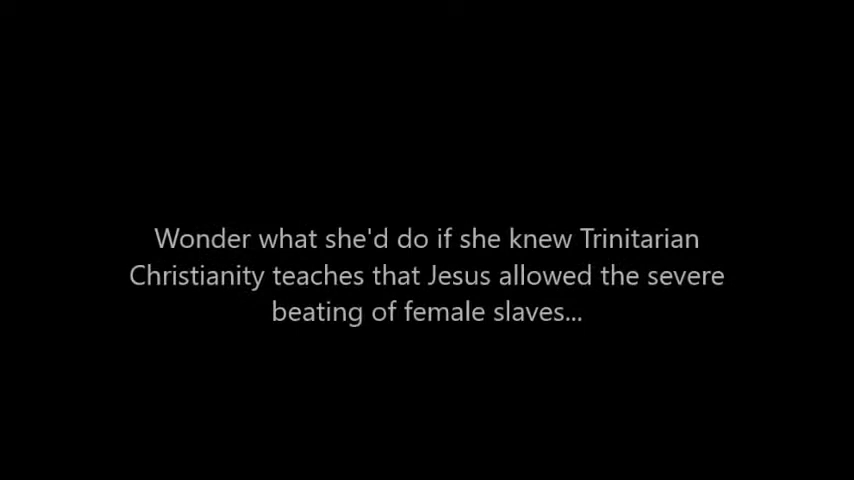 Wonder what she'd do if she knew Trinitarian
Christianity teaches that Jesus allowed the severe
beating of female slaves...